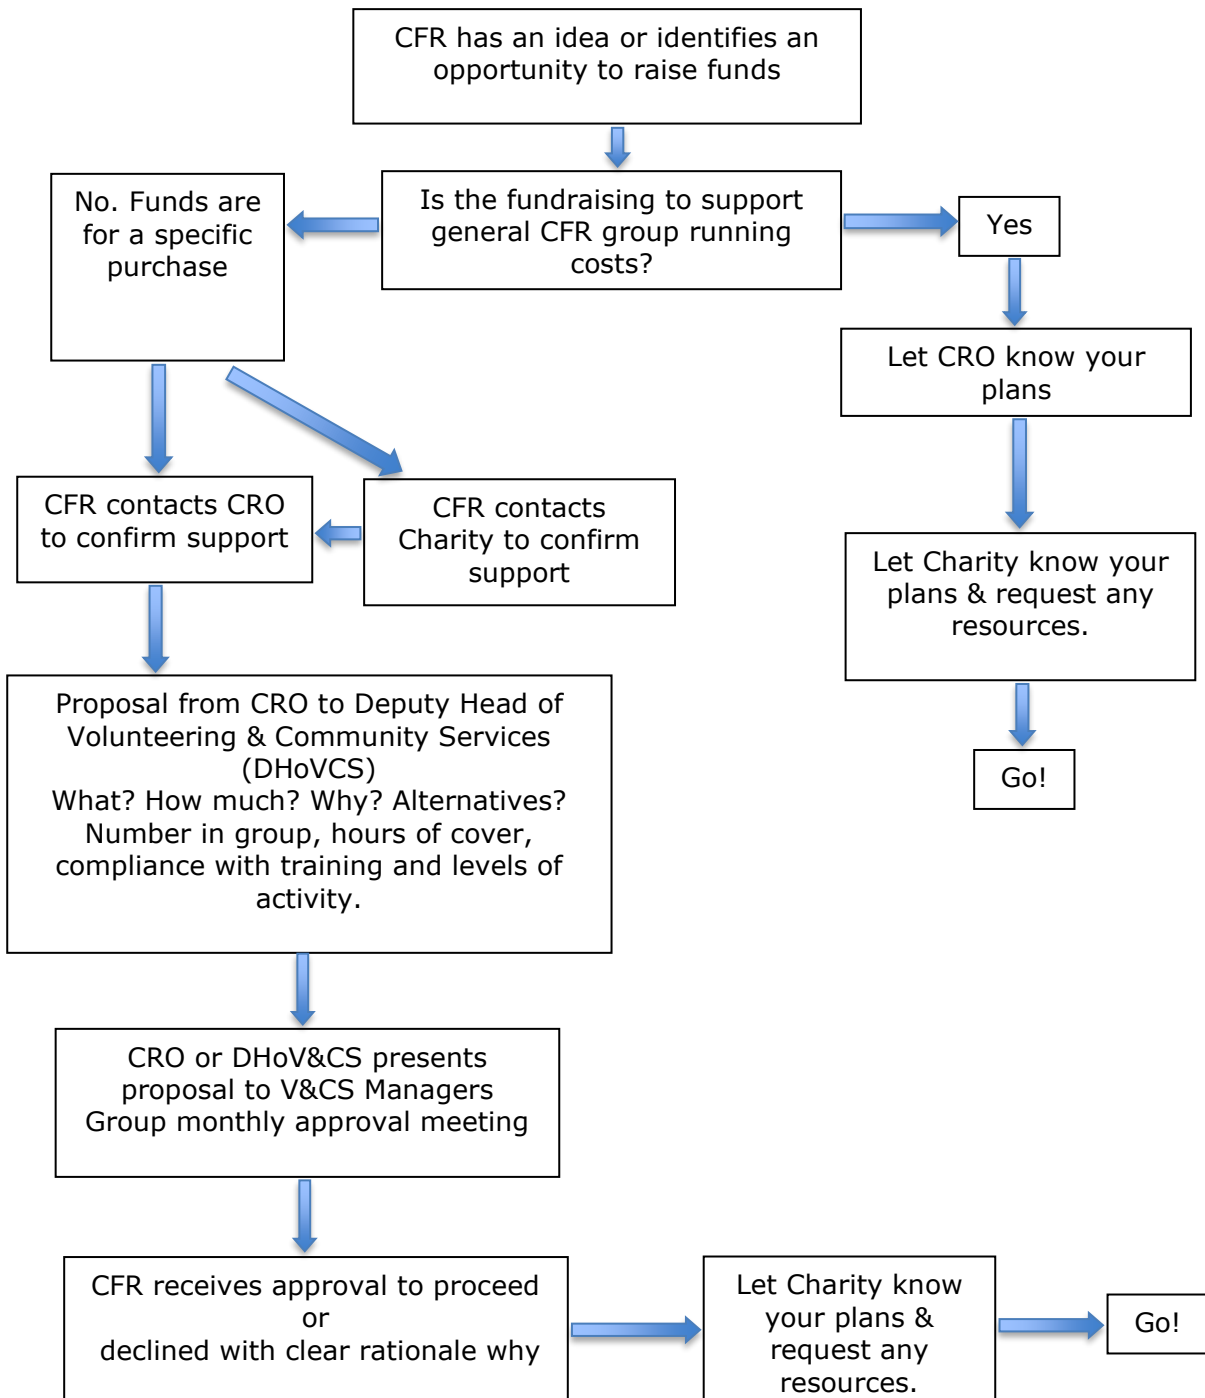 CFR has an idea or identifies an
opportunity to raise funds
No. Funds are
for a specific
purchase
Is the fundraising to support
general CFR group running
costs?
Yes
Let CRO know your
plans
CFR contacts CRO
to confirm support
CFR contacts
Charity to confirm
support
Let Charity know your
plans & request any
resources.
Go!
Proposal from CRO to Deputy Head of
Volunteering & Community Services
(DHoVCS)
What? How much? Why? Alternatives?
Number in group, hours of cover,
compliance with training and levels of
activity.
CRO or DHoV&CS presents
proposal to V&CS Managers
Group monthly approval meeting
CFR receives approval to proceed
or
declined with clear rationale why
Let Charity know
your plans &
request any
resources.
Go!